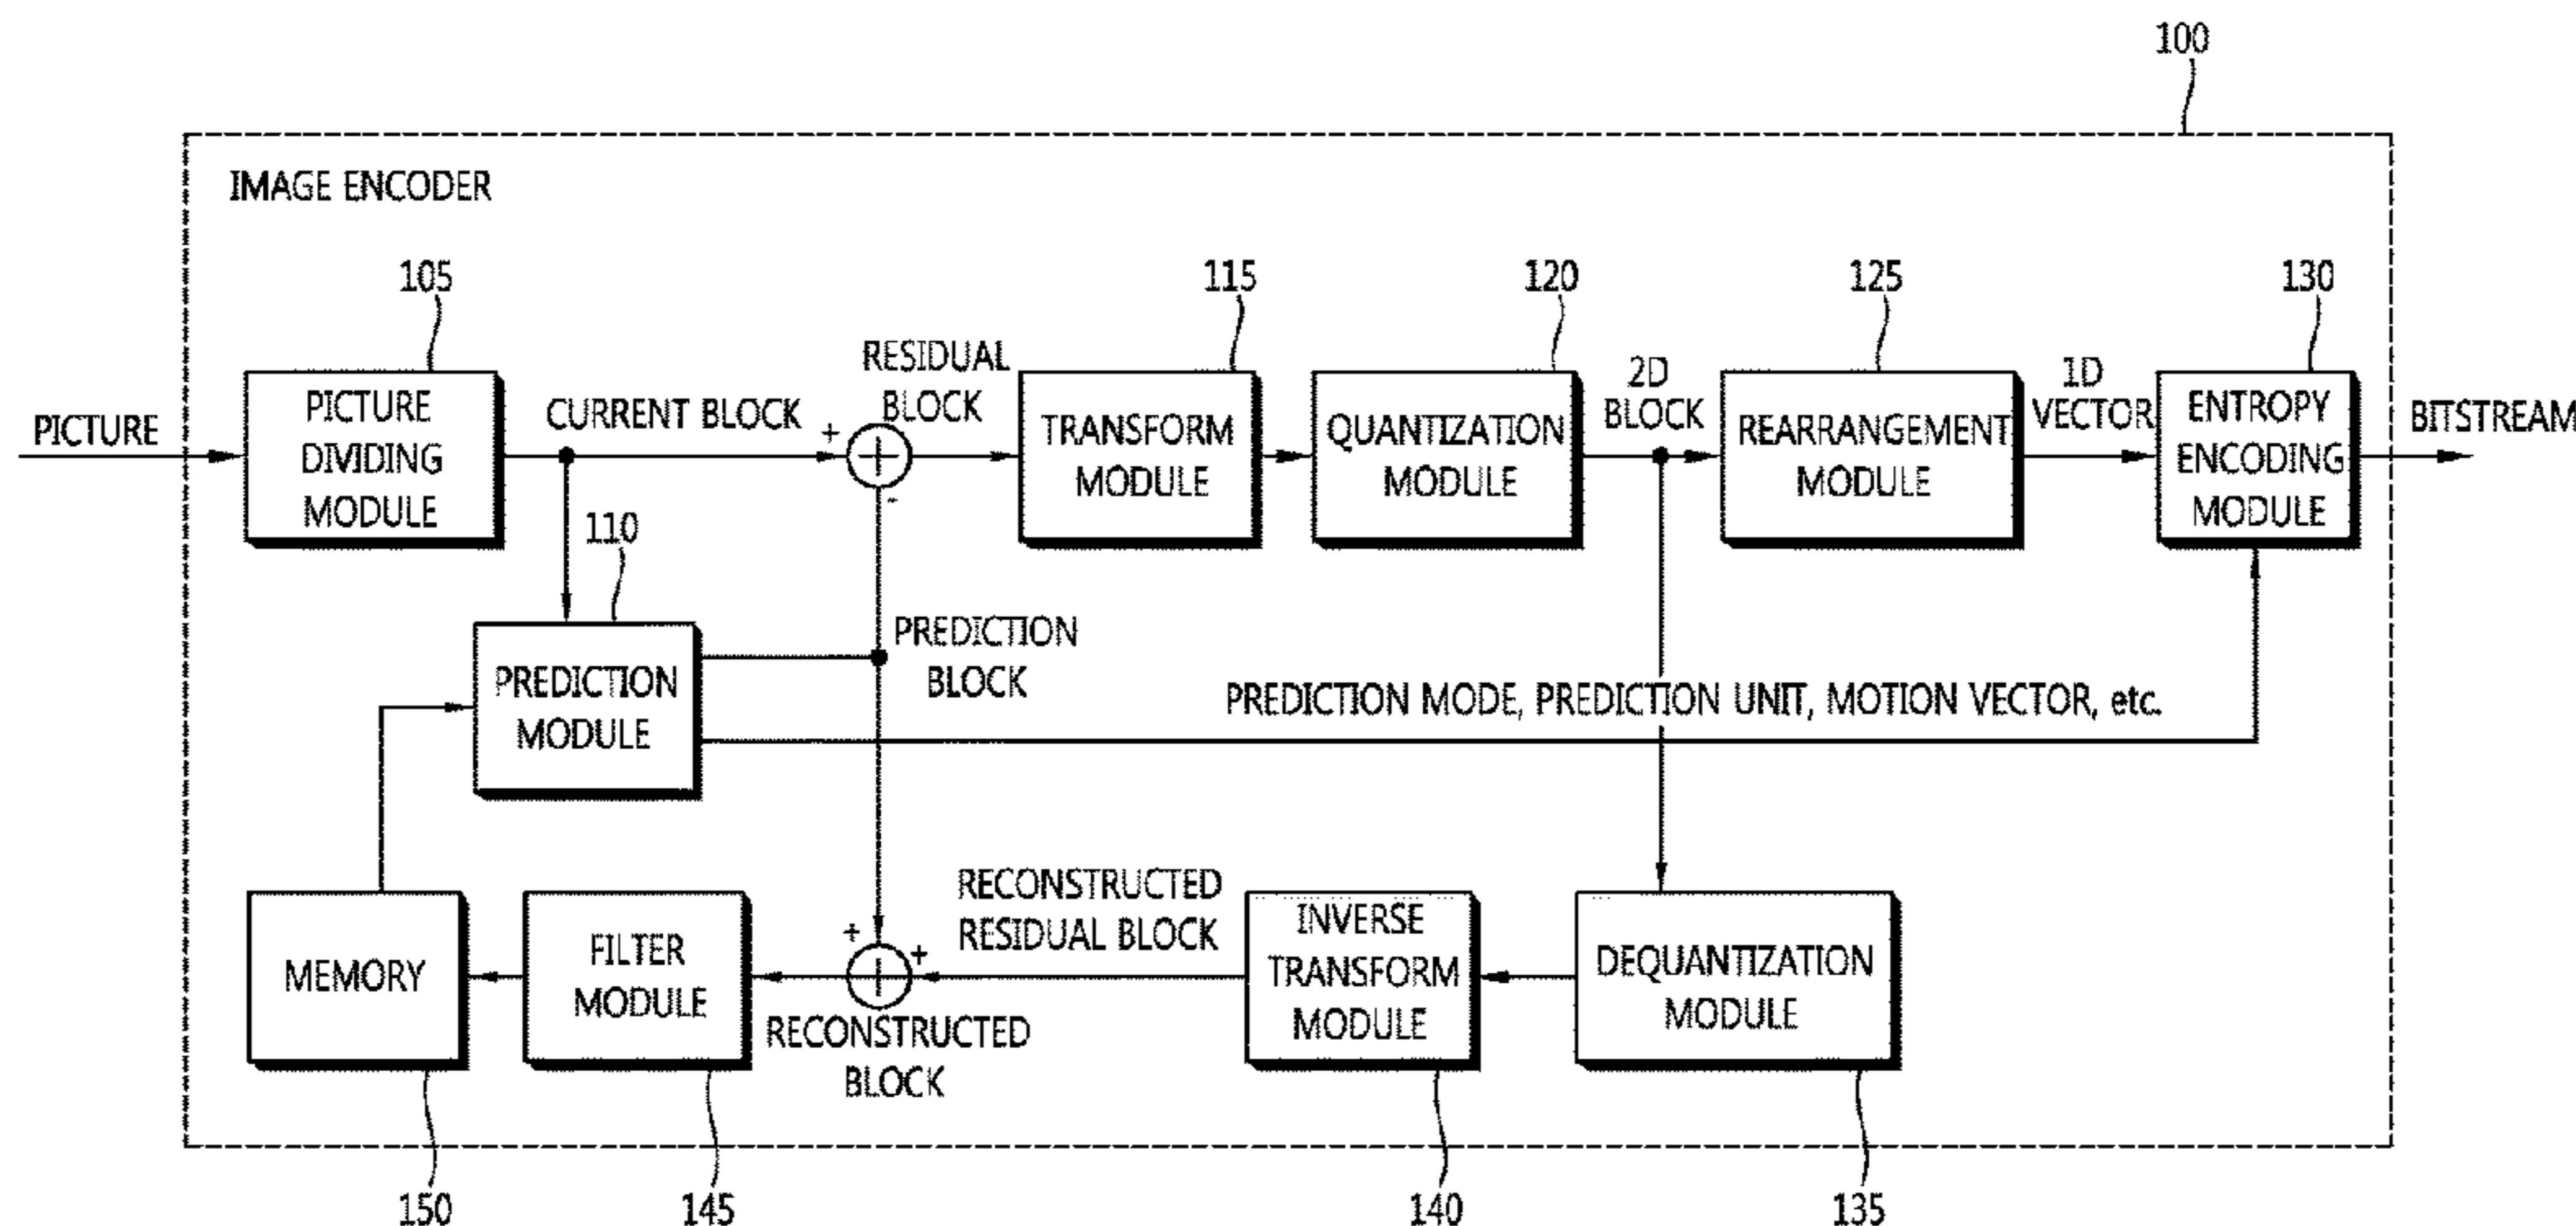 100
IMAGE ENCODER
105
115
120
125
130
PICTURE
PICTURE
DIVIDING
MODULE
CURRENT BLOCK
+
-
RESIDUAL
BLOCK
TRANSFORM
MODULE
QUANTIZATION
MODULE
2D
BLOCK
REARRANGEMENT
MODULE
1D
VECTOR
ENTROPY
ENCODING
MODULE
BITSTREAM
110
PREDICTION
MODULE
PREDICTION
BLOCK
PREDICTION MODE, PREDICTION UNIT, MOTION VECTOR, etc.
MEMORY
FILTER
MODULE
+
+
RECONSTRUCTED
BLOCK
RECONSTRUCTED
RESIDUAL BLOCK
INVERSE
TRANSFORM
MODULE
DEQUANTIZATION
MODULE
150
145
140
135